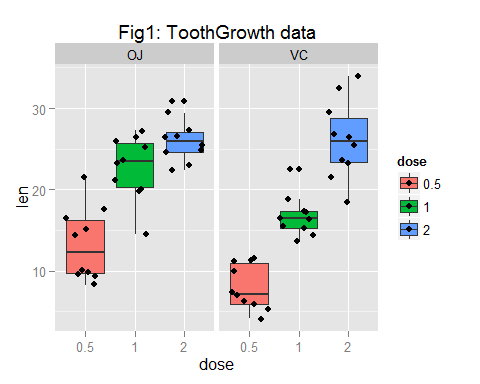 Fig1: ToothGrowth data
OJ VC
30
20
10
len
0.5 1 2 0.5 1 2
dose
dose
0.5
1
2